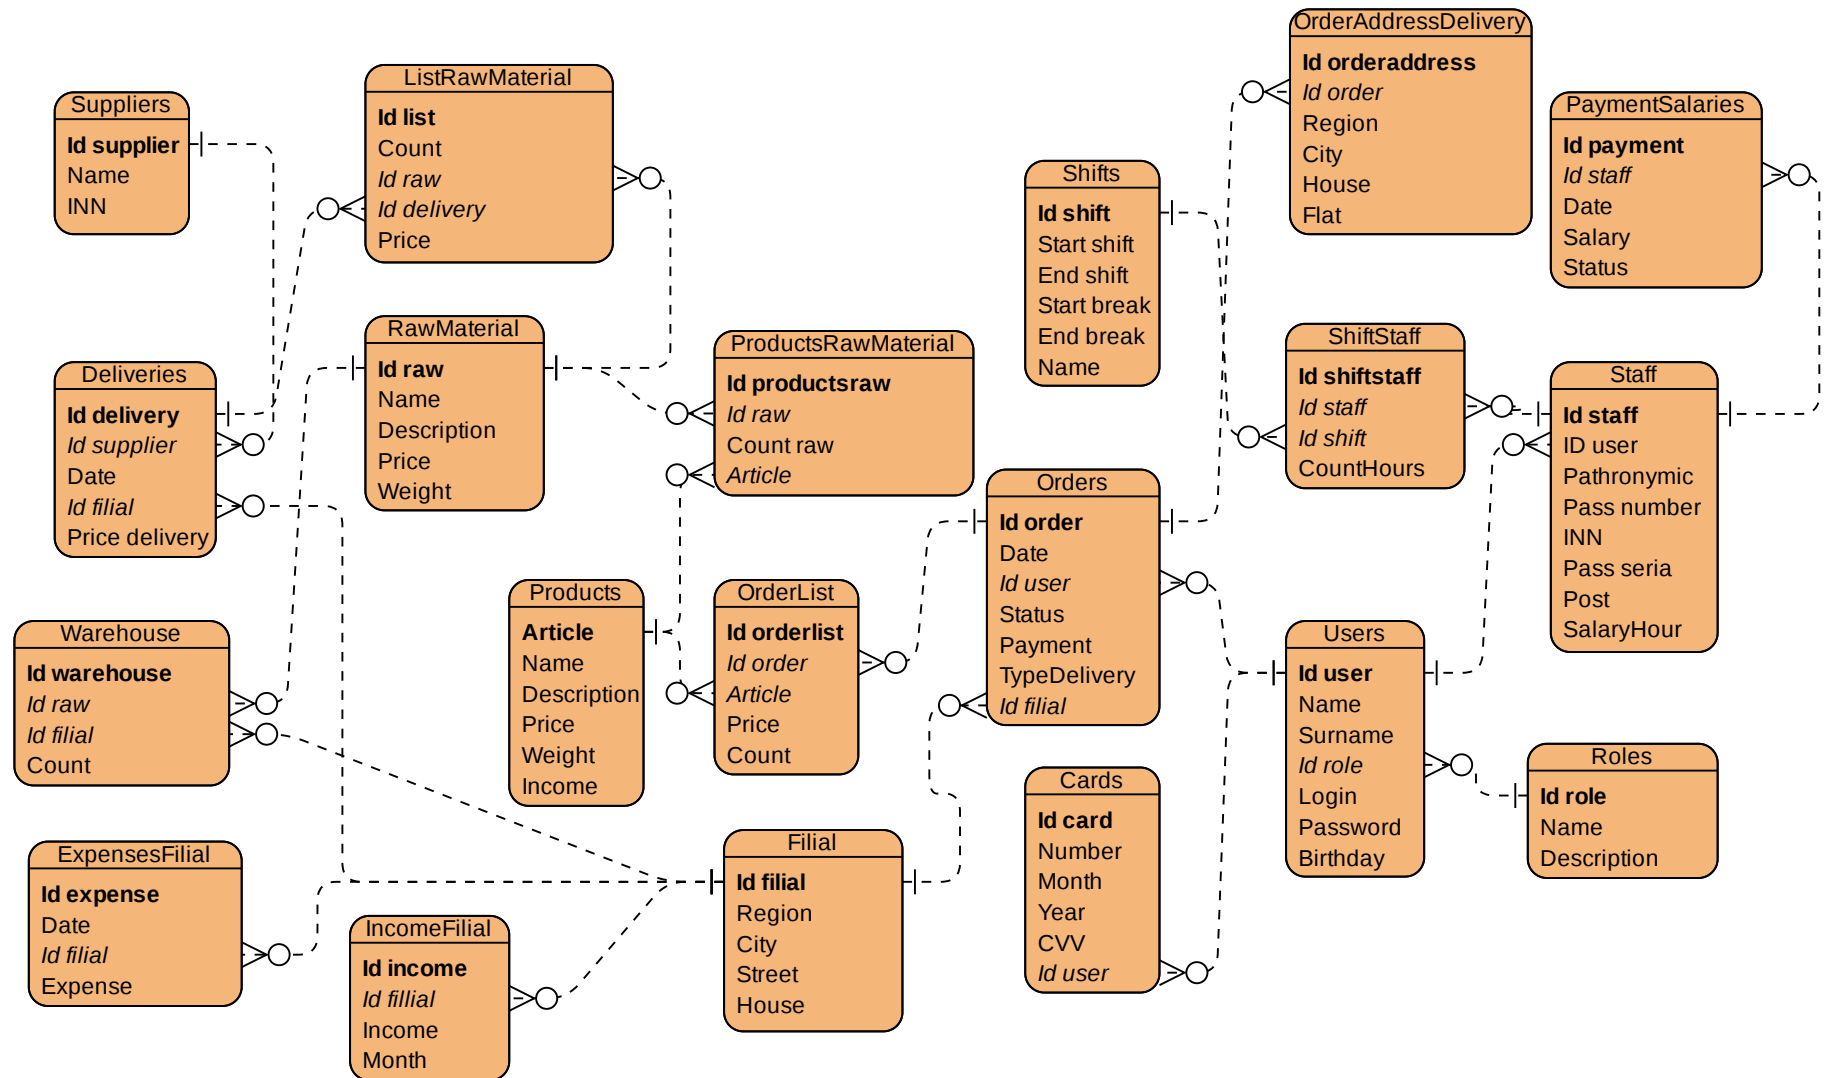 OrderAddressDelivery
Id orderaddress
Id order
Region
City
House
Flat
ListRawMaterial
Id list
Count
Id raw
Id delivery
Price
Suppliers
Id supplier
Name
INN
PaymentSalaries
Id payment
Id staff
Date
Salary
Status
Shifts
Id shift
Start shift
End shift
Start break
End break
Name
RawMaterial
Id raw
Name
Description
Price
Weight
ProductsRawMaterial
Id productsraw
Id raw
Count raw
Article
ShiftStaff
Id shiftstaff
Id staff
Id shift
CountHours
Deliveries
Id delivery
Id supplier
Date
Id filial
Price delivery
Staff
Id staff
ID user
Pathronymic
Pass number
INN
Pass seria
Post
SalaryHour
Orders
Id order
Date
Id user
Status
Payment
TypeDelivery
Id filial
Products
Article
Name
Description
Price
Weight
Income
OrderList
Id orderlist
Id order
Article
Price
Count
Warehouse
Id warehouse
Id raw
Id filial
Count
Users
Id user
Name
Surname
Id role
Login
Password
Birthday
Roles
Id role
Name
Description
Cards
Id card
Number
Month
Year
CVV
Id user
Filial
Id filial
Region
City
Street
House
ExpensesFilial
Id expense
Date
Id filial
Expense
IncomeFilial
Id income
Id fillial
Income
Month